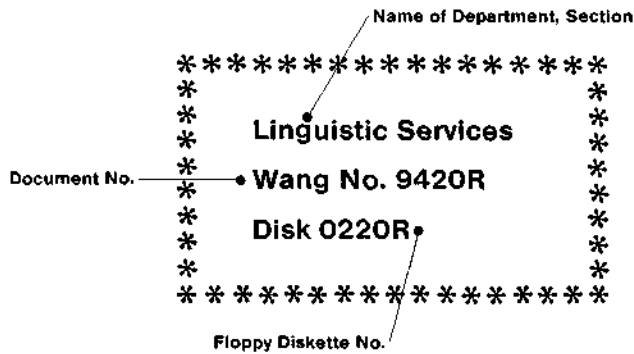 Name of Department, Section
* * * * * * * * * * * * * * * * *
Linguistic Services
Document No.
Wang No. 9420R
Disk 0220R
* * * * * * * * * * * * * * * * *
Floppy Diskette No.